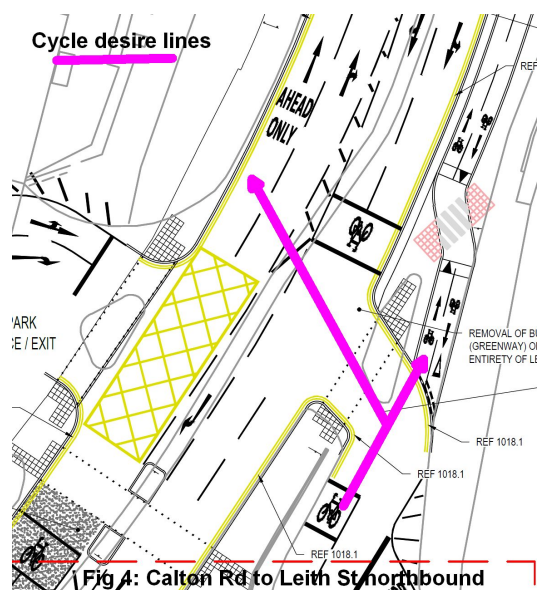 Cycle desire lines
REF
AHEAD
ONLY
PARK
CE / EXIT
REMOVAL OF BU
(GREENWAY) O
ENTIRETY OF LE
REF 1018.1
REF 1018.1
REF 1018.1
Fig 4: Calton Rd to Leith St northbound